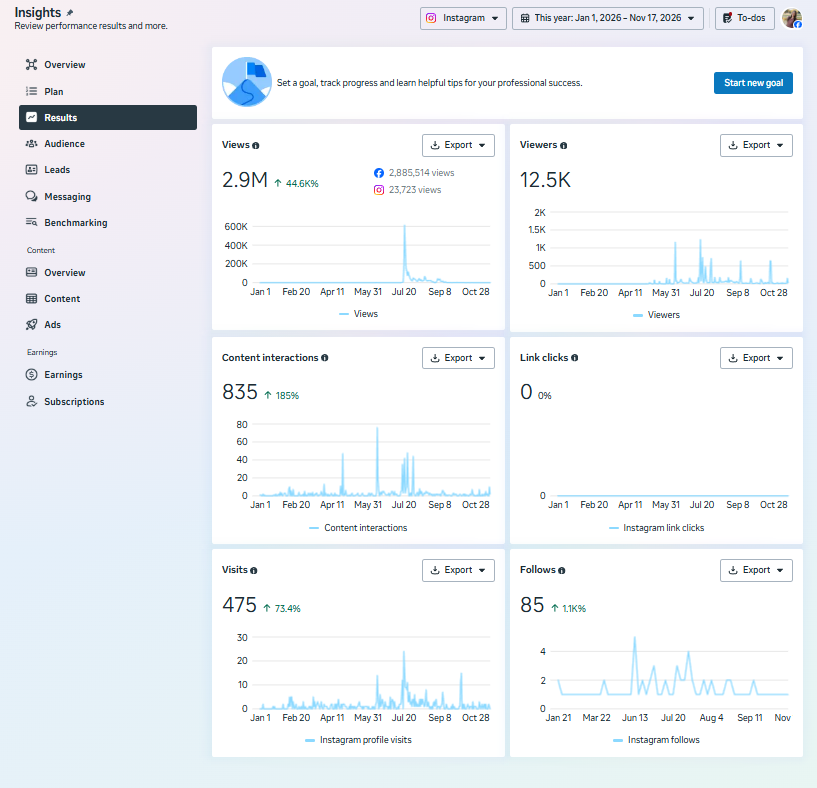 Insights
Review performance results and more.
Instagram
This year: Jan 1, 2026 – Nov 17, 2026
To-dos
Overview
Plan
Results
Audience
Leads
Messaging
Benchmarking
Content
Overview
Content
Ads
Earnings
Earnings
Subscriptions
Set a goal, track progress and learn helpful tips for your professional success.
Start new goal
Views
Export
2.9M ↑ 44.6K%
2,885,514 views
23,723 views
600K
400K
200K
0
Jan 1 Feb 20 Apr 11 May 31 Jul 20 Sep 8 Oct 28
Views
Viewers
Export
12.5K
2K
1.5K
1K
500
0
Jan 1 Feb 20 Apr 11 May 31 Jul 20 Sep 8 Oct 28
Viewers
Content interactions
Export
835 ↑ 185%
80
60
40
20
0
Jan 1 Feb 20 Apr 11 May 31 Jul 20 Sep 8 Oct 28
Content interactions
Link clicks
Export
0 0%
0
Jan 1 Feb 20 Apr 11 May 31 Jul 20 Sep 8 Oct 28
Instagram link clicks
Visits
Export
475 ↑ 73.4%
30
20
10
0
Jan 1 Feb 20 Apr 11 May 31 Jul 20 Sep 8 Oct 28
Instagram profile visits
Follows
Export
85 ↑ 1.1K%
4
2
0
Jan 21 Mar 22 Jun 13 Jul 20 Aug 4 Sep 11 Nov
Instagram follows